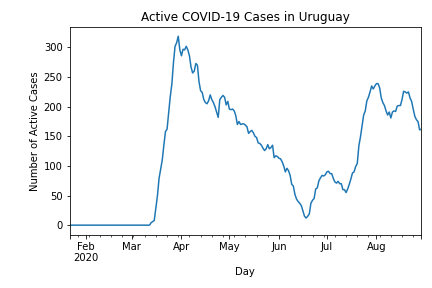 Active COVID-19 Cases in Uruguay
300
250
200
150
100
50
0
Number of Active Cases
Feb Mar Apr May Jun Jul Aug
2020
Day